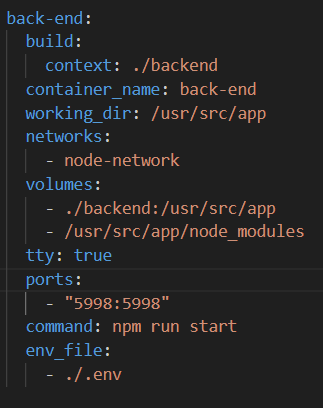 back-end:
build:
context: ./backend
container_name: back-end
working_dir: /usr/src/app
networks:
- node-network
volumes:
- ./backend:/usr/src/app
- /usr/src/app/node_modules
tty: true
ports:
- "5998:5998"
command: npm run start
env_file:
- ./.env